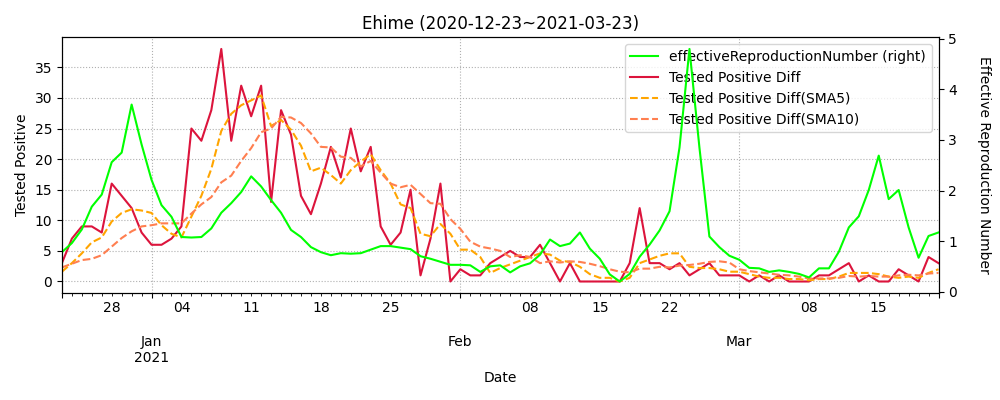 Ehime (2020-12-23~2021-03-23)
effectiveReproductionNumber (right)
Tested Positive Diff
Tested Positive Diff(SMA5)
Tested Positive Diff(SMA10)
Tested Positive
35
30
25
20
15
10
5
0
Effective Reproduction Number
5
4
3
2
1
0
28 04 11 18 25 08 15 22 08 15
Jan Feb Mar
2021
Date